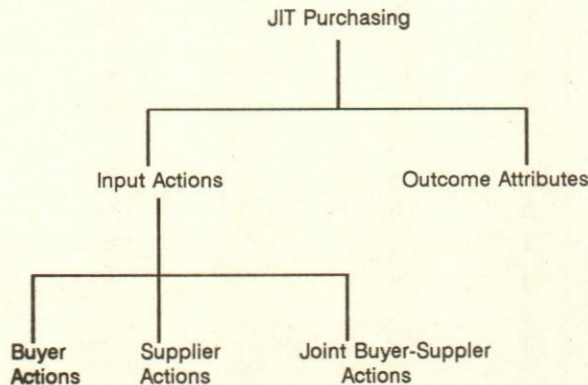 JIT Purchasing
Input Actions
Outcome Attributes
Buyer
Actions
Supplier
Actions
Joint Buyer-Suppler
Actions